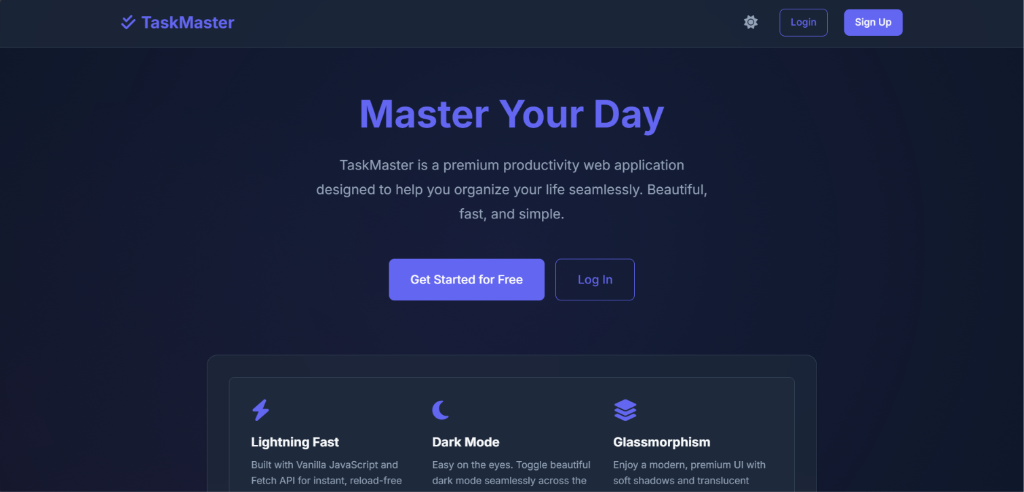 TaskMaster
Login
Sign Up
Master Your Day
TaskMaster is a premium productivity web application
designed to help you organize your life seamlessly. Beautiful,
fast, and simple.
Get Started for Free
Log In
Lightning Fast
Built with Vanilla JavaScript and
Fetch API for instant, reload-free
Dark Mode
Easy on the eyes. Toggle beautiful
dark mode seamlessly across the
Glassmorphism
Enjoy a modern, premium UI with
soft shadows and translucent